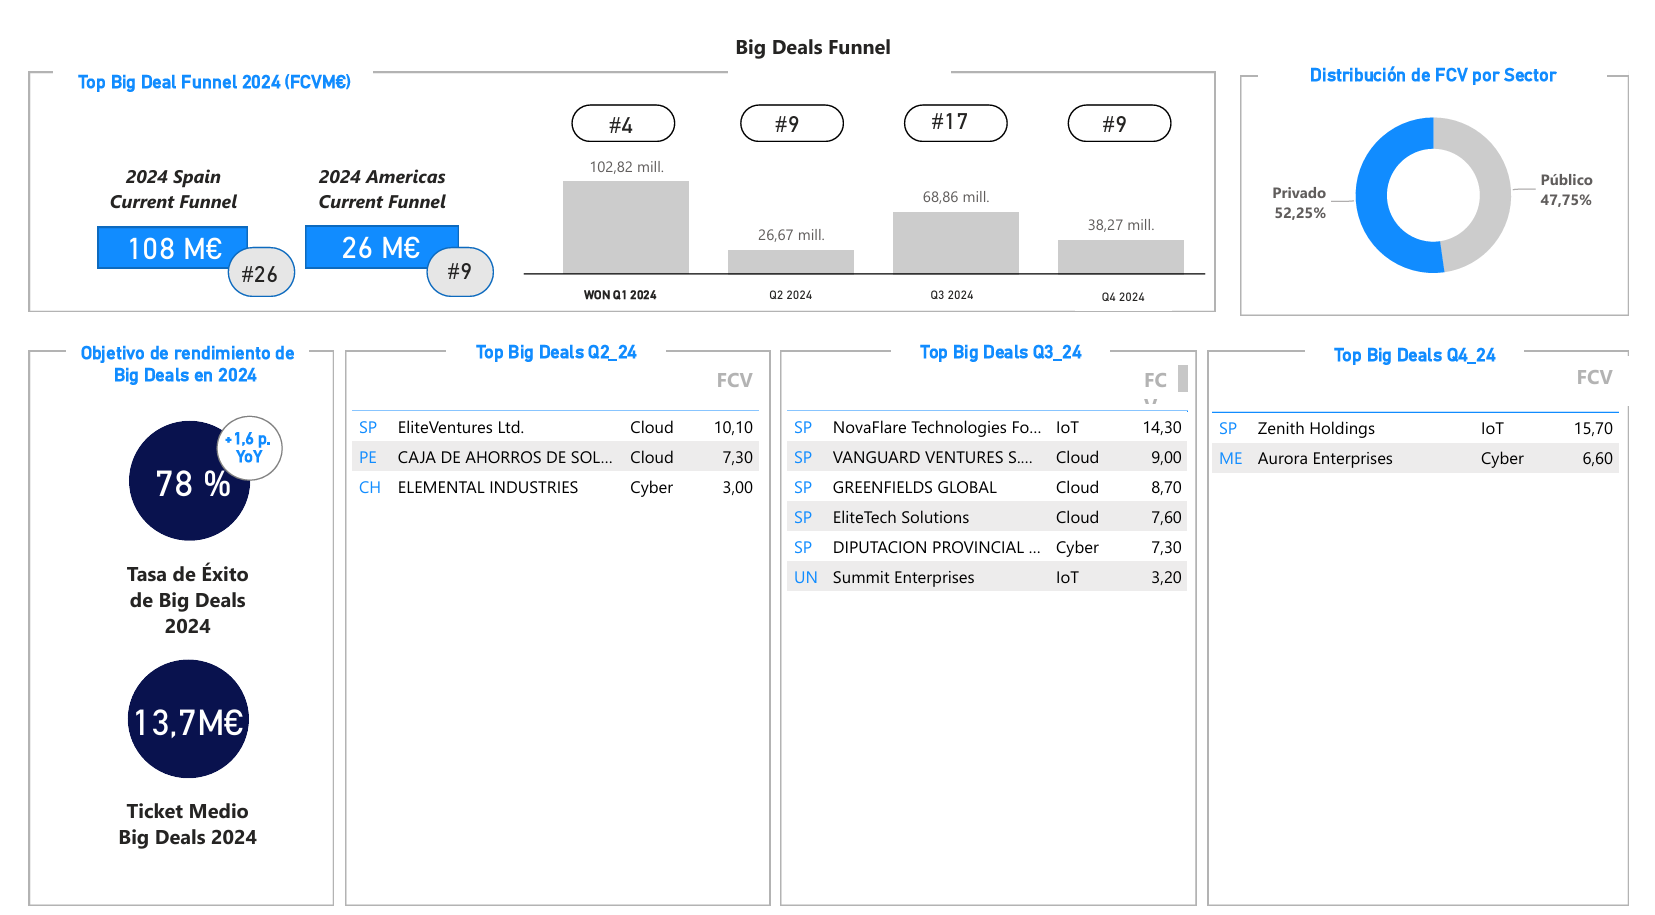 Big Deals Funnel
Top Big Deal Funnel 2024 (FCVM€)
2024 Spain
Current Funnel
108 M€
#26
2024 Americas
Current Funnel
26 M€
#9
#4
#9
#17
#9
102,82 mill.
26,67 mill.
68,86 mill.
38,27 mill.
WON Q1 2024
Q2 2024
Q3 2024
Q4 2024
Distribución de FCV por Sector
Privado
52,25%
Público
47,75%
Objetivo de rendimiento de
Big Deals en 2024
+1,6 p.
YoY
78 %
Tasa de Éxito
de Big Deals
2024
13,7M€
Ticket Medio
Big Deals 2024
Top Big Deals Q2_24
FCV
SP EliteVentures Ltd. Cloud 10,10
PE CAJA DE AHORROS DE SOL... Cloud 7,30
CH ELEMENTAL INDUSTRIES Cyber 3,00
Top Big Deals Q3_24
FC
V
SP NovaFlare Technologies Fo... IoT 14,30
SP VANGUARD VENTURES S.... Cloud 9,00
SP GREENFIELDS GLOBAL Cloud 8,70
SP EliteTech Solutions Cloud 7,60
SP DIPUTACION PROVINCIAL ... Cyber 7,30
UN Summit Enterprises IoT 3,20
Top Big Deals Q4_24
FCV
SP Zenith Holdings IoT 15,70
ME Aurora Enterprises Cyber 6,60